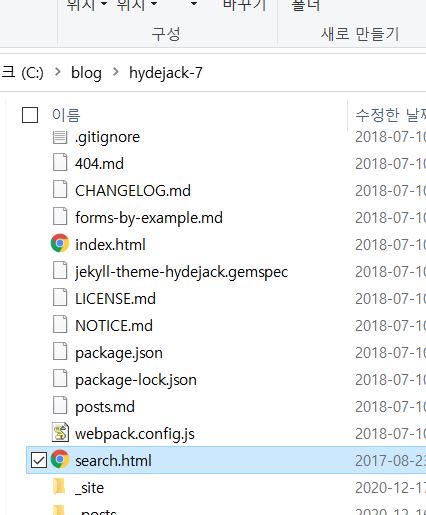 위치 위치 바꾸기 폴더
구성 새로 만들기
크 (C:) > blog > hydejack-7
이름 수정한 날짜
.gitignore 2018-07-10
404.md 2018-07-10
CHANGELOG.md 2018-07-10
forms-by-example.md 2018-07-10
index.html 2018-07-10
jekyll-theme-hydejack.gemspec 2018-07-10
LICENSE.md 2018-07-10
NOTICE.md 2018-07-10
package.json 2018-07-10
package-lock.json 2018-07-10
posts.md 2018-07-10
webpack.config.js 2018-07-10
search.html 2017-08-23
_site 2020-12-17
_posts 2020-12-16